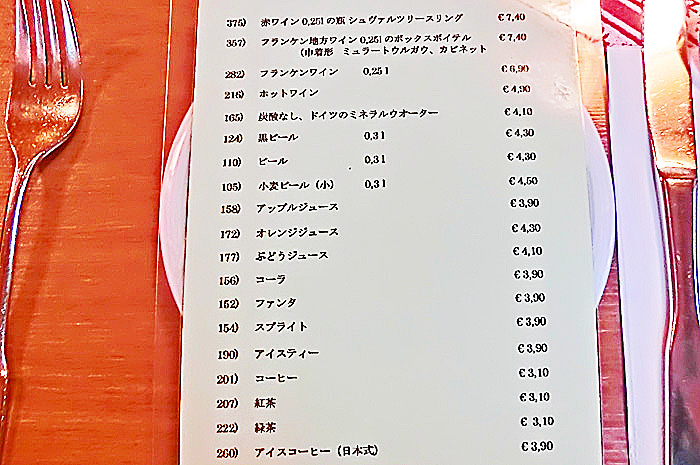 375) 赤ワイン 0,25l の瓶 シュヴァルツリースリング €7,40
357) フランケン地方ワイン 0,25l のボックスボイテル €7,40
(巾着形 ミュラートウルガウ、カビネット
282) フランケンワイン 0,25 l €6,90
216) ホットワイン €4,90
165) 炭酸なし、ドイツのミネラルウオーター €4,10
124) 黒ビール 0,3 l €4,30
110) ビール 0,3 l €4,30
105) 小麦ビール（小） 0,3 l €4,50
158) アップルジュース €3,90
172) オレンジジュース €4,30
177) ぶどうジュース €4,10
156) コーラ €3,90
152) ファンタ €3,90
154) スプライト €3,90
190) アイスティー €3,90
201) コーヒー €3,10
207) 紅茶 €3,10
222) 緑茶 € 3,10
260) アイスコーヒー（日本式） €3,90